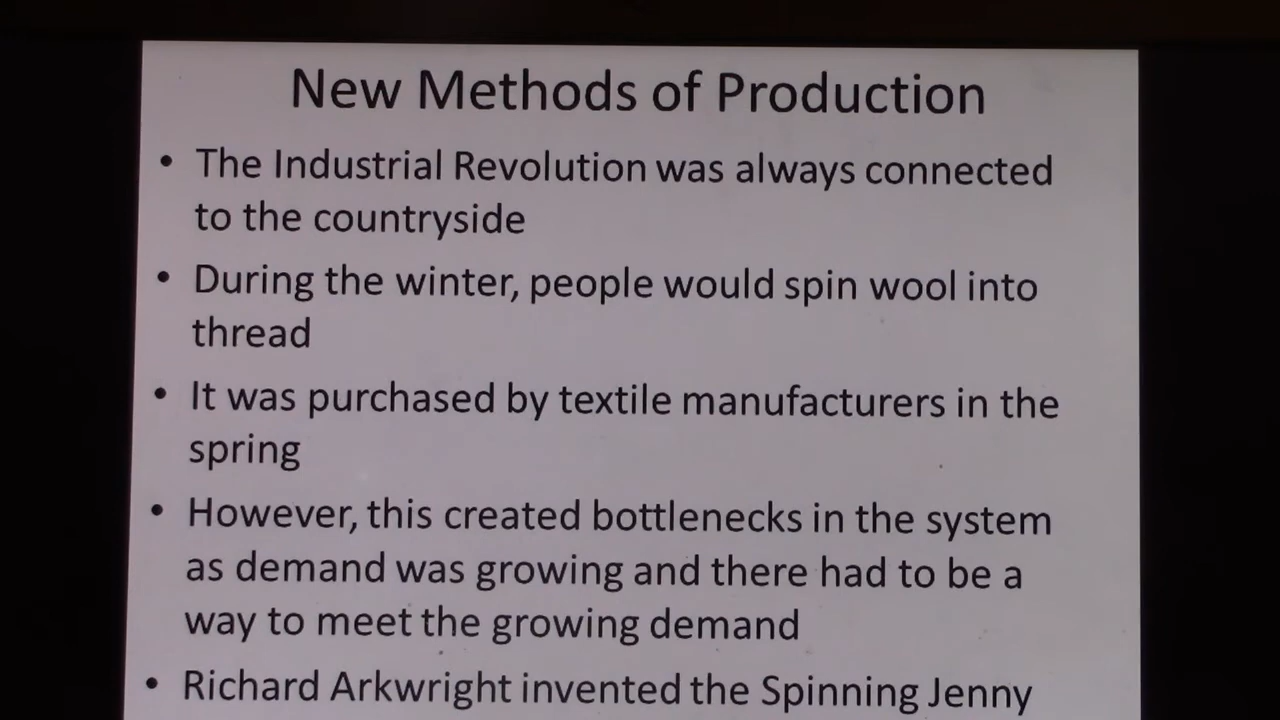 New Methods of Production
• The Industrial Revolution was always connected
to the countryside
• During the winter, people would spin wool into
thread
• It was purchased by textile manufacturers in the
spring
• However, this created bottlenecks in the system
as demand was growing and there had to be a
way to meet the growing demand
• Richard Arkwright invented the Spinning Jenny